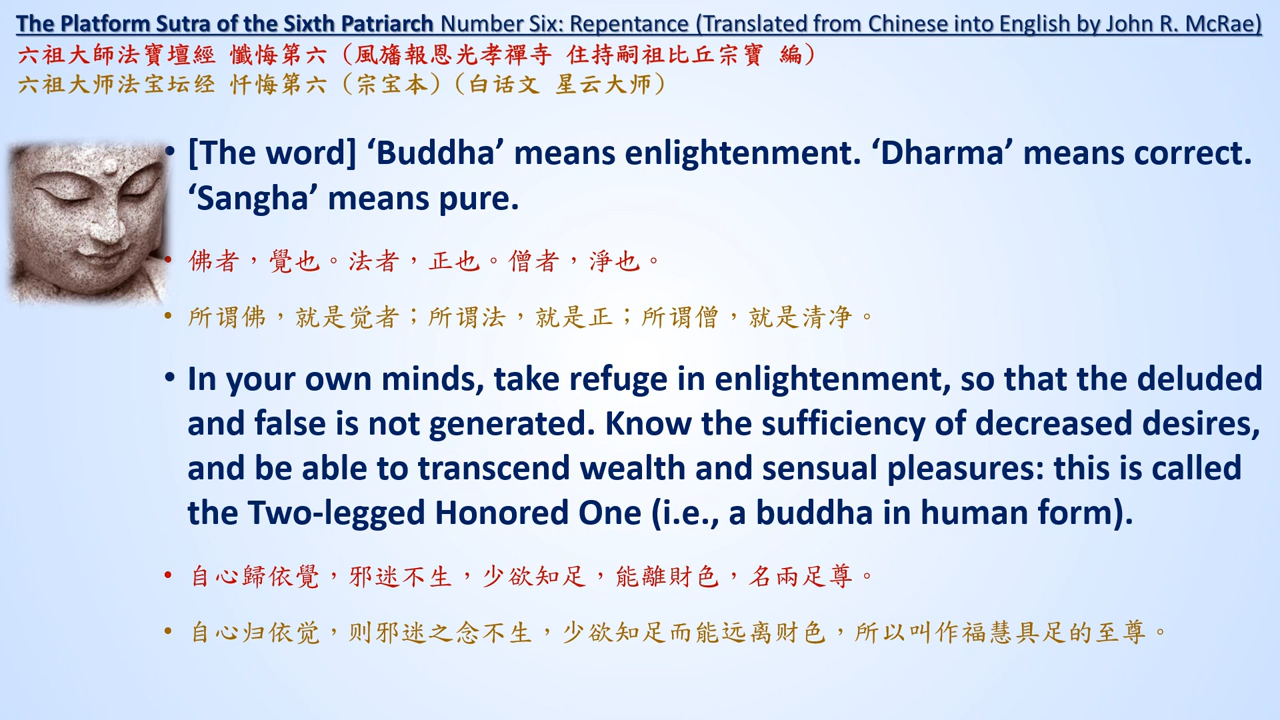 The Platform Sutra of the Sixth Patriarch Number Six: Repentance (Translated from Chinese into English by John R. McRae)
六祖大師法寶壇經 懺悔第六（風旛報恩光孝禪寺 住持嗣祖比丘宗寶 編）
六祖大师法宝坛经 忏悔第六（宗宝本）（白话文 星云大师）
• [The word] ‘Buddha’ means enlightenment. ‘Dharma’ means correct.
‘Sangha’ means pure.
• 佛者，覺也。法者，正也。僧者，淨也。
• 所谓佛，就是觉者；所谓法，就是正；所谓僧，就是清净。
• In your own minds, take refuge in enlightenment, so that the deluded
and false is not generated. Know the sufficiency of decreased desires,
and be able to transcend wealth and sensual pleasures: this is called
the Two-legged Honored One (i.e., a buddha in human form).
• 自心歸依覺，邪迷不生，少欲知足，能離財色，名兩足尊。
• 自心归依觉，则邪迷之念不生，少欲知足而能远离财色，所以叫作福慧具足的至尊。